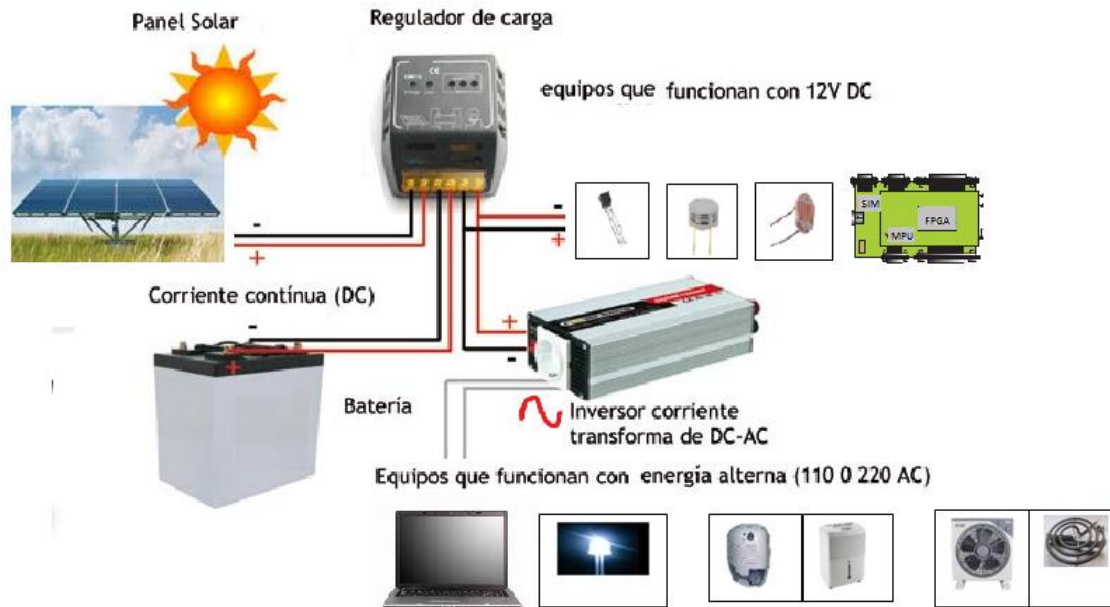 Panel Solar
Regulador de carga
equipos que funcionan con 12V DC
-
+
-
+
SIM
FPGA
MPU
Corriente contínua (DC)
-
+
+
-
Batería
Inversor corriente
transforma de DC-AC
Equipos que funcionan con energía alterna (110 0 220 AC)